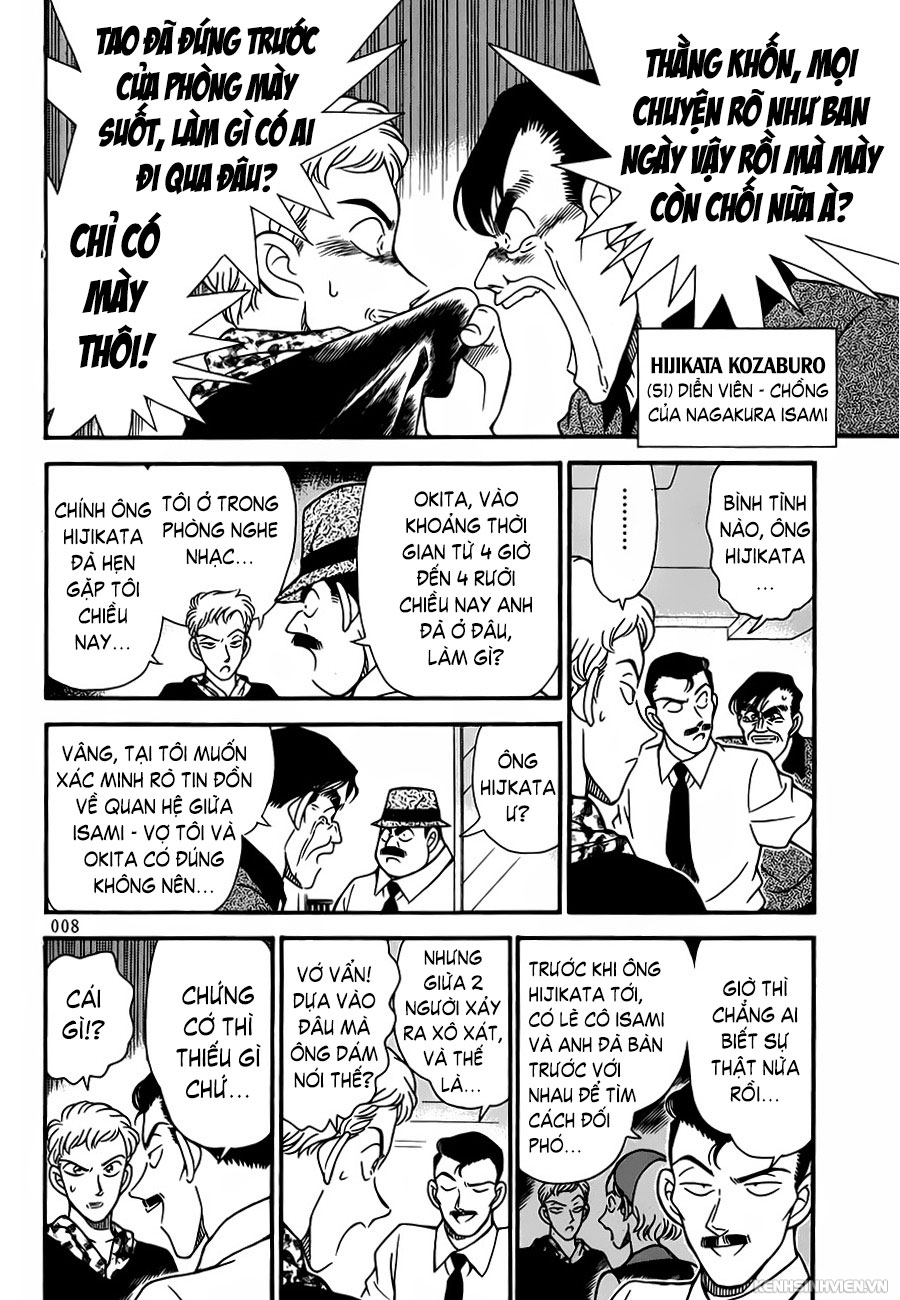 THẰNG KHỐN, MỌI
CHUYỆN RÕ NHƯ BAN
NGÀY VẬY RỒI MÀ MÀY
CÒN CHỐI NỮA À?
TAO ĐÃ ĐỨNG TRƯỚC
CỬA PHÒNG MÀY
SUỐT, LÀM GÌ CÓ AI
ĐI QUA ĐÂU?
CHỈ CÓ
MÀY
THÔI!
HIJIKATA KOZABURO
(51) DIỄN VIÊN - CHỒNG
CỦA NAGAKURA ISAMI
BÌNH TĨNH
NÀO, ÔNG
HIJIKATA
...
.........
OKITA, VÀO
KHOẢNG THỜI
GIAN TỪ 4 GIỜ
ĐẾN 4 RƯỠI
CHIỀU NAY ANH
ĐÃ Ở ĐÂU,
LÀM GÌ?
TÔI Ở TRONG
PHÒNG NGHE
NHẠC...
CHÍNH ÔNG
HIJIKATA
ĐÃ HẸN
GẶP TÔI
CHIỀU
NAY...
ÔNG
HIJKATA
Ư?
VÂNG, TẠI TÔI MUỐN
XÁC MINH RÕ TIN ĐỒN
VỀ QUAN HỆ GIỮA
ISAMI - VỢ TÔI VÀ
OKITA CÓ ĐÚNG
KHÔNG NÊN...
008
GIỜ THÌ
CHẲNG AI
BIẾT SỰ
THẬT NỮA
RỒI...
TRƯỚC KHI ÔNG
HIJIKATA TỚI,
CÓ LẼ CÔ ISAMI
VÀ ANH ĐÃ BÀN
TRƯỚC VỚI
NHAU ĐỂ TÌM
CÁCH ĐỐI
PHÓ...
NHƯNG
GIỮA 2
NGƯỜI XẢY
RA XÔ XÁT,
VÀ THẾ
LÀ...
VỚ VẨN!
DỰA VÀO
ĐÂU MÀ
ÔNG DÁM
NÓI THẾ?
CHỨNG
CỚ THÌ
THIẾU GÌ
CHỨ...
CÁI
GÌ!?
KENHSINHVIEN.VN